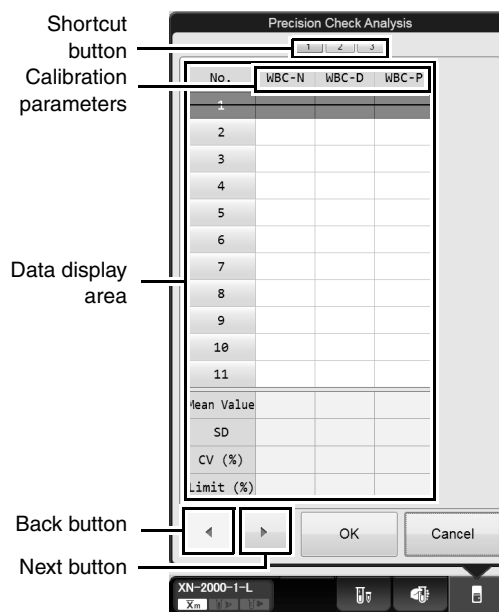 Shortcut
button
Precision Check Analysis
1 2 3
Calibration
parameters
No. WBC-N WBC-D WBC-P
1
2
3
4
5
6
7
Data display
area
8
9
10
11
Mean Value
SD
CV (%)
Limit (%)
Back button
OK Cancel
Next button
XN-2000-1-L
Xm